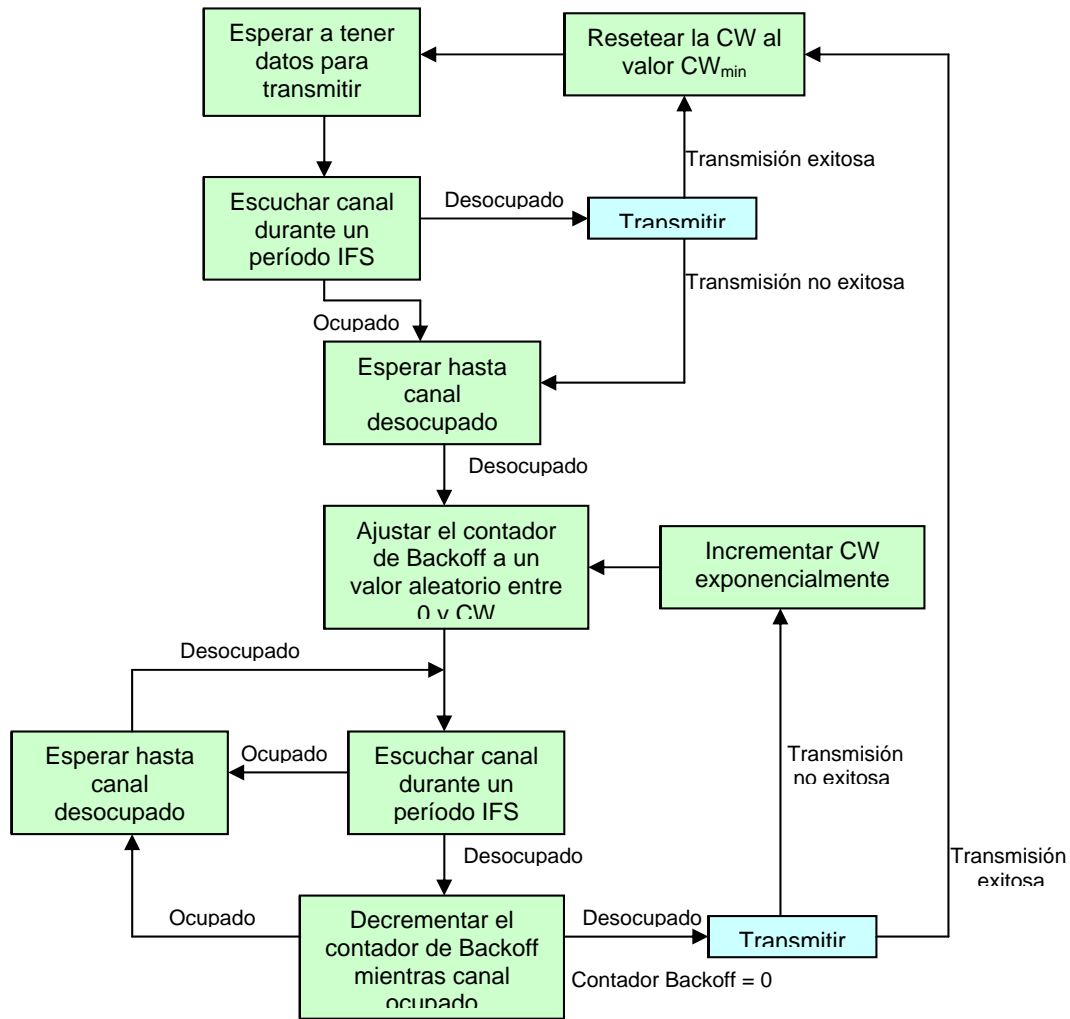 Esperar a tener
datos para
transmitir
Resetear la CW al
valor CWmin
Transmisión exitosa
Escuchar canal
durante un
período IFS
Desocupado
Transmitir
Transmisión no exitosa
Ocupado
Esperar hasta
canal
desocupado
Desocupado
Ajustar el contador
de Backoff a un
valor aleatorio entre
0 y CW
Incrementar CW
exponencialmente
Desocupado
Esperar hasta
canal
desocupado
Ocupado
Escuchar canal
durante un
período IFS
Transmisión
no exitosa
Desocupado
Transmisión
exitosa
Ocupado
Decrementar el
contador de Backoff
mientras canal
ocupado
Desocupado
Transmitir
Contador Backoff = 0